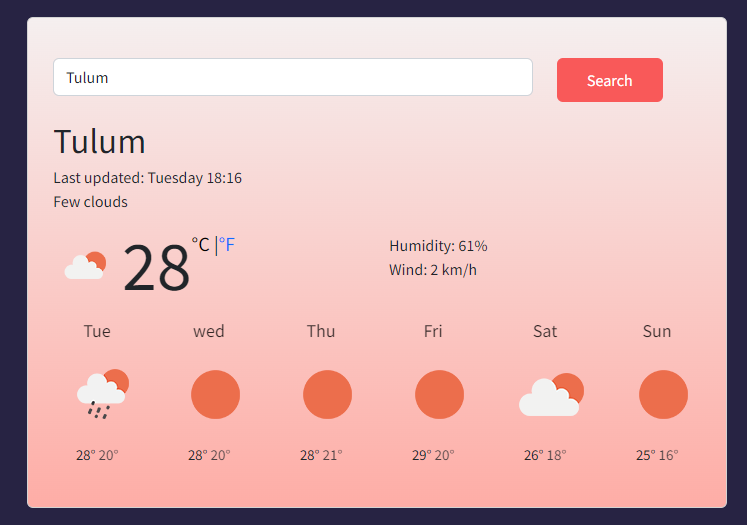 Tulum
Search
Tulum
Last updated: Tuesday 18:16
Few clouds
28 °C |°F
Humidity: 61%
Wind: 2 km/h
Tue wed Thu Fri Sat Sun
28° 20° 28° 20° 28° 21° 29° 20° 26° 18° 25° 16°